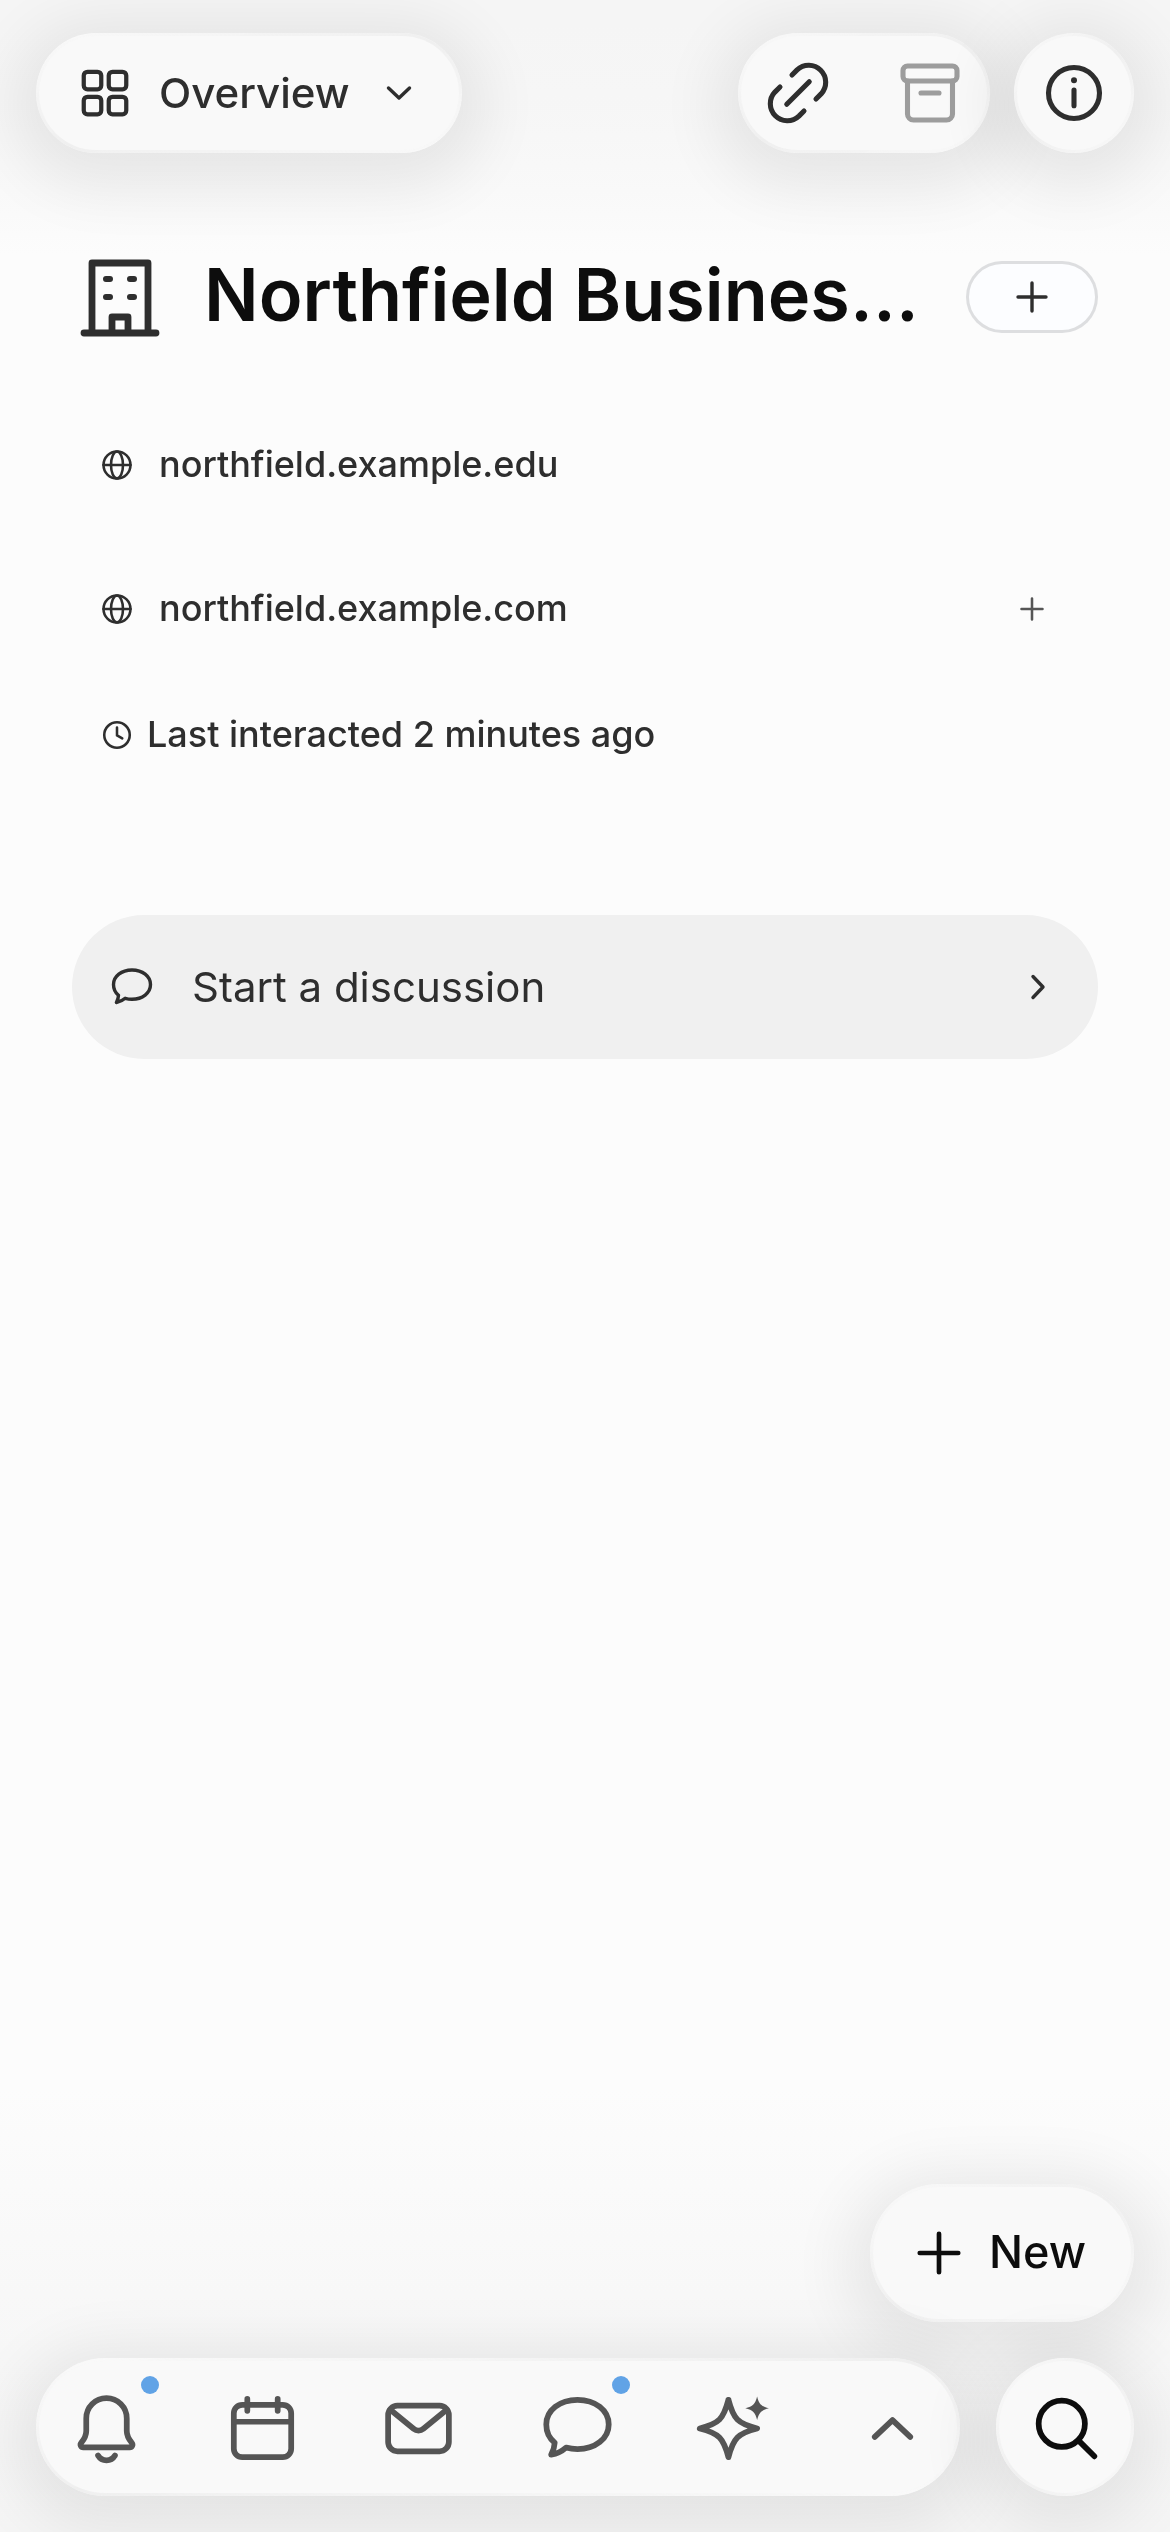 Overview
Northfield Busines...
northfield.example.edu
northfield.example.com
Last interacted 2 minutes ago
Start a discussion
New